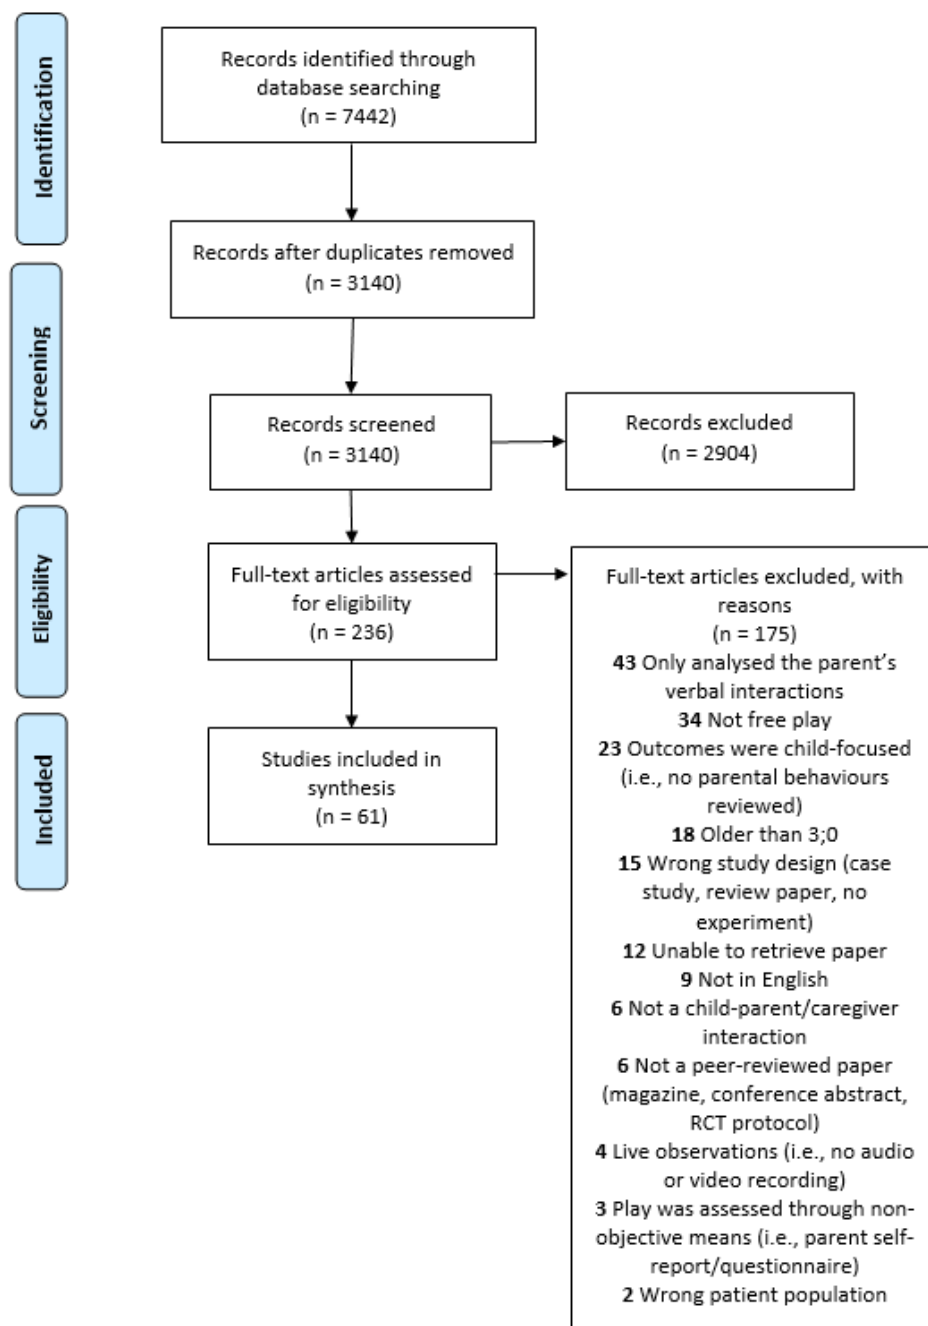 Identification
Records identified through
database searching
(n = 7442)
Records after duplicates removed
(n = 3140)
Screening
Records screened
(n = 3140)
Records excluded
(n = 2904)
Eligibility
Full-text articles assessed
for eligibility
(n = 236)
Full-text articles excluded, with
reasons
(n = 175)
43 Only analysed the parent's
verbal interactions
34 Not free play
23 Outcomes were child-focused
(i.e., no parental behaviours
reviewed)
18 Older than 3;0
15 Wrong study design (case
study, review paper, no
experiment)
12 Unable to retrieve paper
9 Not in English
6 Not a child-parent/caregiver
interaction
6 Not a peer-reviewed paper
(magazine, conference abstract,
RCT protocol)
4 Live observations (i.e., no audio
or video recording)
3 Play was assessed through non-
objective means (i.e., parent self-
report/questionnaire)
2 Wrong patient population
Included
Studies included in
synthesis
(n = 61)